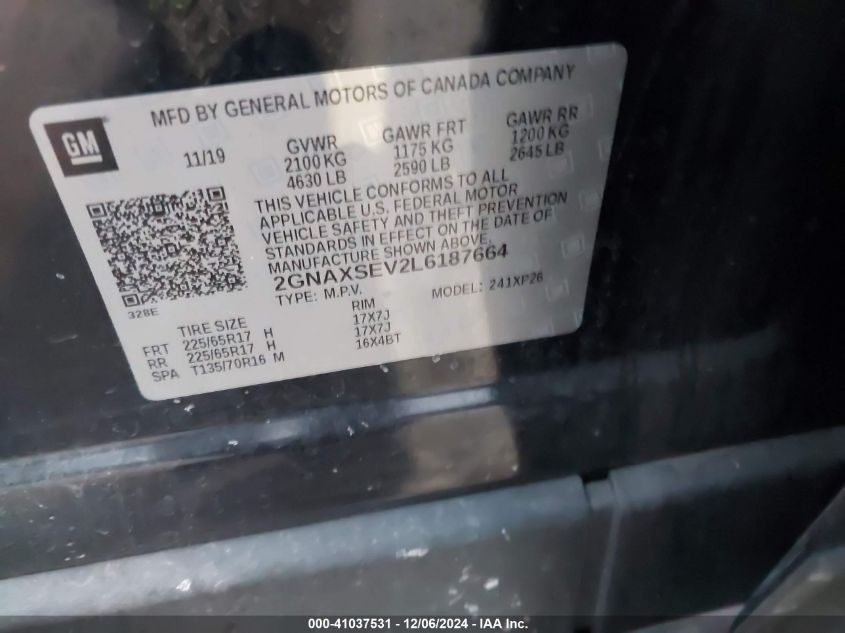 MFD BY GENERAL MOTORS OF CANADA COMPANY
GM
11/19
GVWR
2100 KG
4630 LB
GAWR FRT
1175 KG
2590 LB
GAWR RR
1200 KG
2645 LB
THIS VEHICLE CONFORMS TO ALL
APPLICABLE U.S. FEDERAL MOTOR
VEHICLE SAFETY AND THEFT PREVENTION
STANDARDS IN EFFECT ON THE DATE OF
MANUFACTURE SHOWN ABOVE.
2GNAXSEV2L6187664
TYPE: M.P.V. MODEL: 241XP26
328E
TIRE SIZE RIM
FRT 225/65R17 H 17X7J
RR 225/65R17 H 17X7J
SPA T135/70R16 M 16X4BT
000-41037531 - 12/06/2024 - IAA Inc.